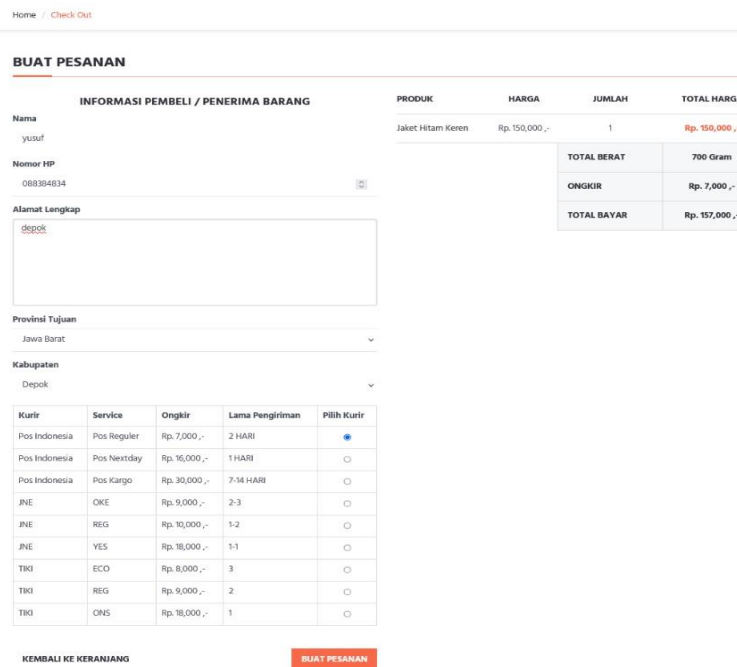 Home / Check Out
BUAT PESANAN
INFORMASI PEMBELI / PENERIMA BARANG
Nama
yusuf
Nomor HP
088384834
Alamat Lengkap
depok
Provinsi Tujuan
Jawa Barat
Kabupaten
Depok
Kurir Service Ongkir Lama Pengiriman Pilih Kurir
Pos Indonesia Pos Reguler Rp. 7,000 ,- 2 HARI
Pos Indonesia Pos Nextday Rp. 16,000 ,- 1 HARI
Pos Indonesia Pos Kargo Rp. 30,000 ,- 7-14 HARI
JNE OKE Rp. 9,000 ,- 2-3
JNE REG Rp. 10,000 ,- 1-2
JNE YES Rp. 18,000 ,- 1-1
TIKI ECO Rp. 8,000 ,- 3
TIKI REG Rp. 9,000 ,- 2
TIKI ONS Rp. 18,000 ,- 1
KEMBALI KE KERANJANG BUAT PESANAN
PRODUK HARGA JUMLAH TOTAL HARG
Jaket Hitam Keren Rp. 150,000 ,- 1 Rp. 150,000 ,
TOTAL BERAT 700 Gram
ONGKIR Rp. 7,000 ,-
TOTAL BAYAR Rp. 157,000 ,-